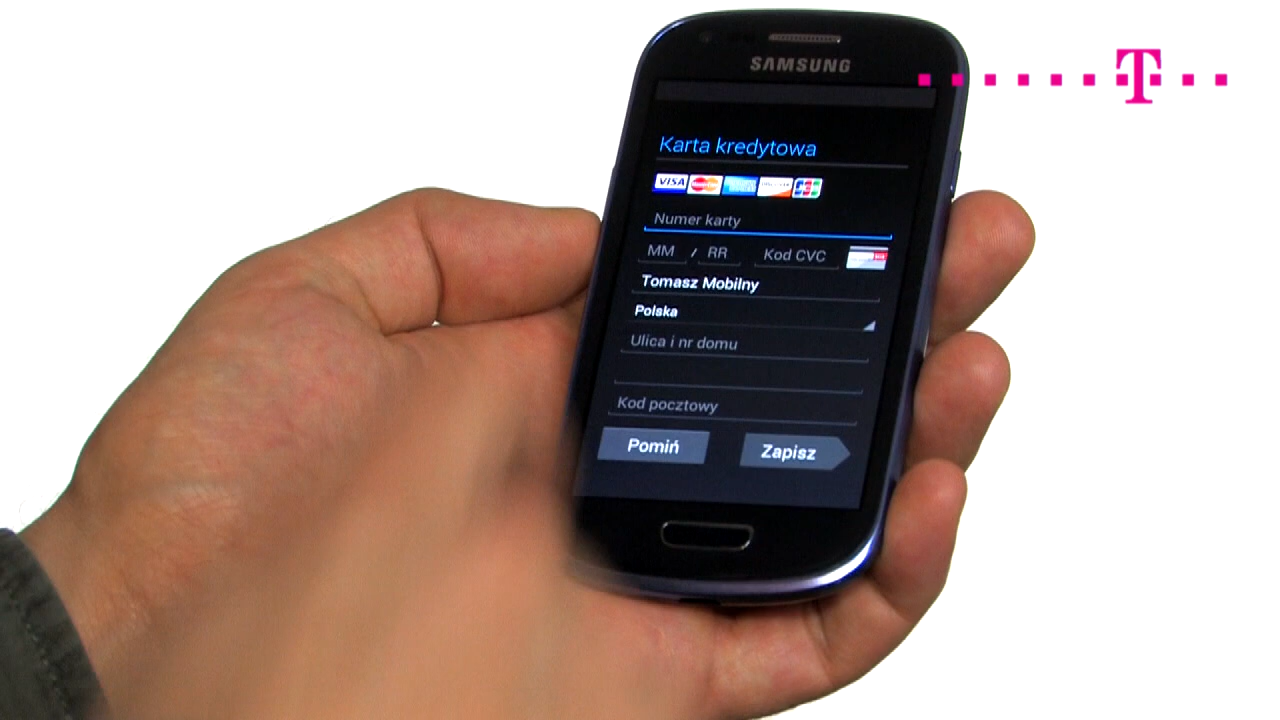 SAMSUNG
T
Karta kredytowa
VISA
Numer karty
MM / RR Kod CVC
Tomasz Mobilny
Polska
Ulica i nr domu
Kod pocztowy
Pomiń Zapisz